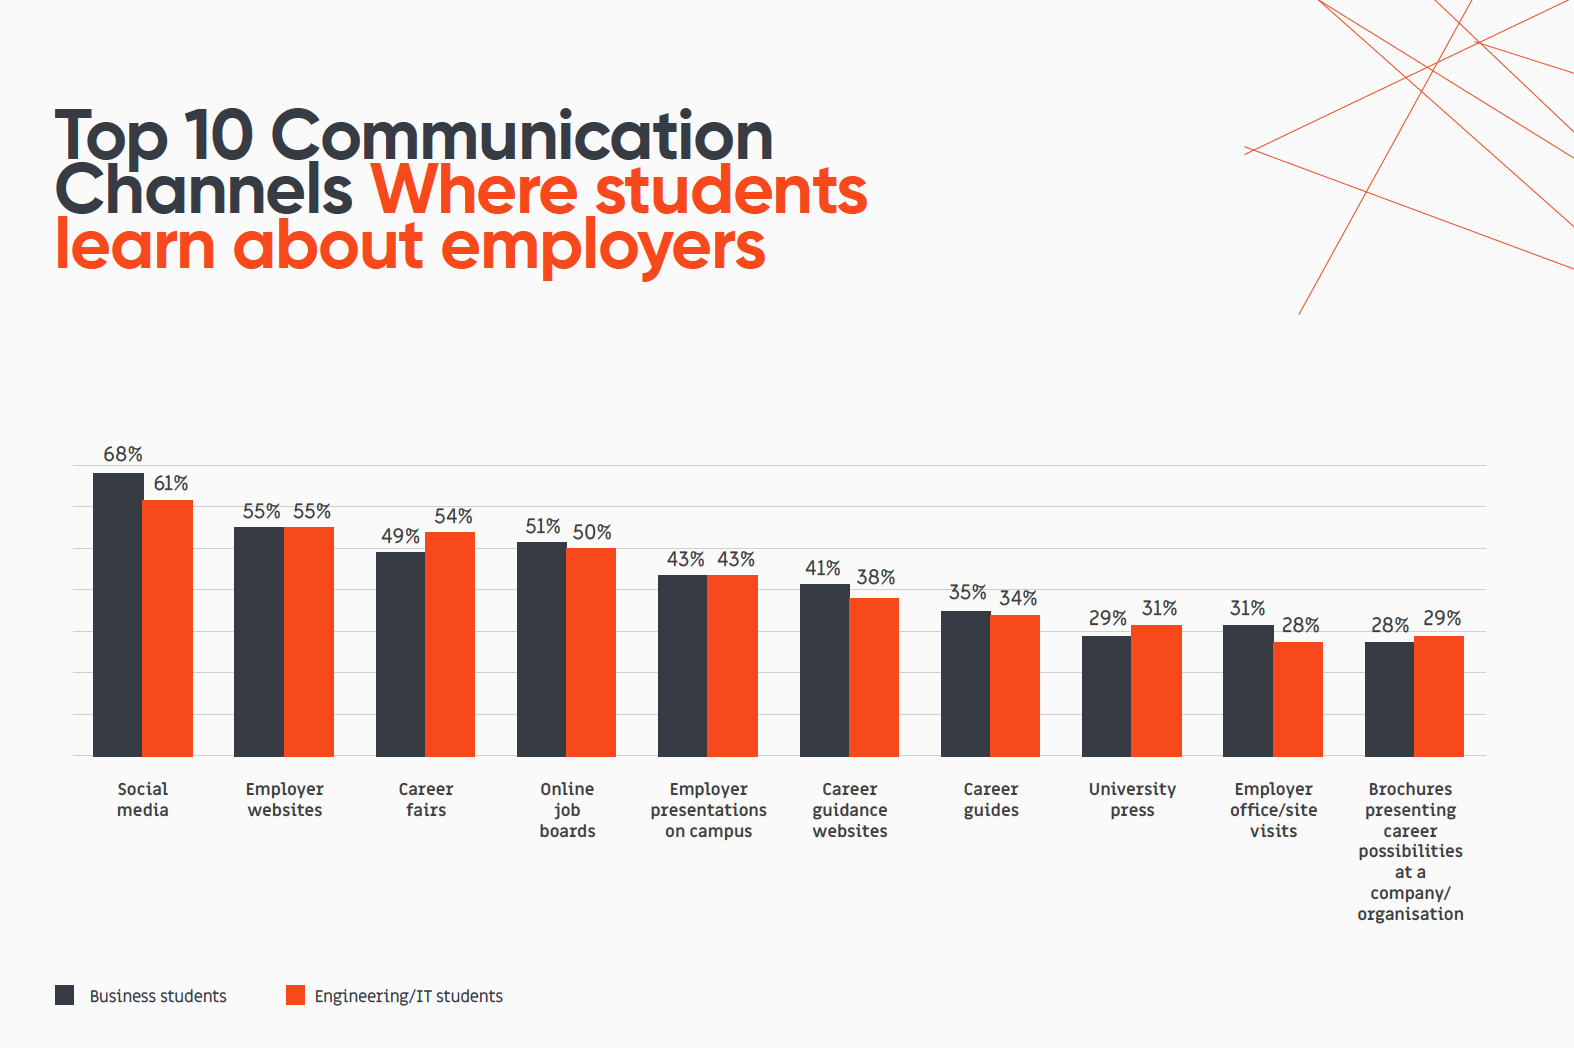 Top 10 Communication
Channels Where students
learn about employers
68%
61%
55% 55%
49%
54%
51%
50%
43% 43%
41%
38%
35%
34%
29%
31%
31%
28%
28%
29%
Social
media
Employer
websites
Career
fairs
Online
job
boards
Employer
presentations
on campus
Career
guidance
websites
Career
guides
University
press
Employer
office/site
visits
Brochures
presenting
career
possibilities
at a
company/
organisation
Business students
Engineering/IT students